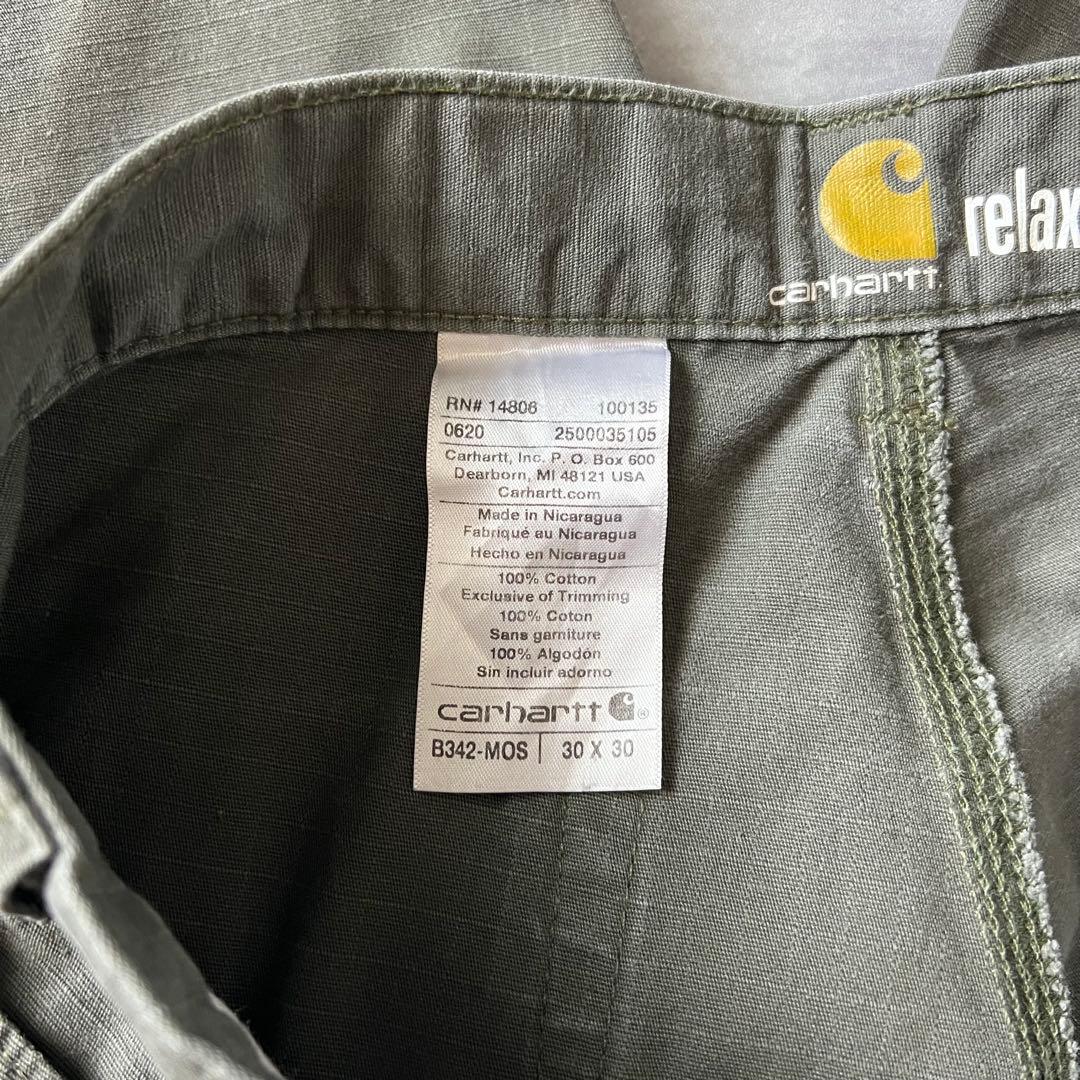 carhartt
relax
RN# 14806 100135
0620 2500035105
Carhartt, Inc. P. O. Box 600
Dearborn, MI 48121 USA
Carhartt.com
Made in Nicaragua
Fabriqué au Nicaragua
Hecho en Nicaragua
100% Cotton
Exclusive of Trimming
100% Coton
Sans garniture
100% Algodón
Sin incluir adorno
carhartt ®
B342-MOS | 30 X 30